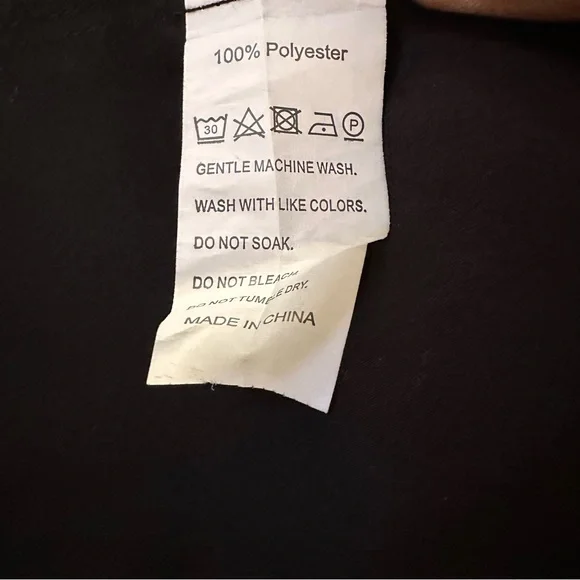 100% Polyester
30 P
GENTLE MACHINE WASH.
WASH WITH LIKE COLORS.
DO NOT SOAK.
DO NOT BLEACH
DO NOT TUMBLE DRY.
MADE IN CHINA